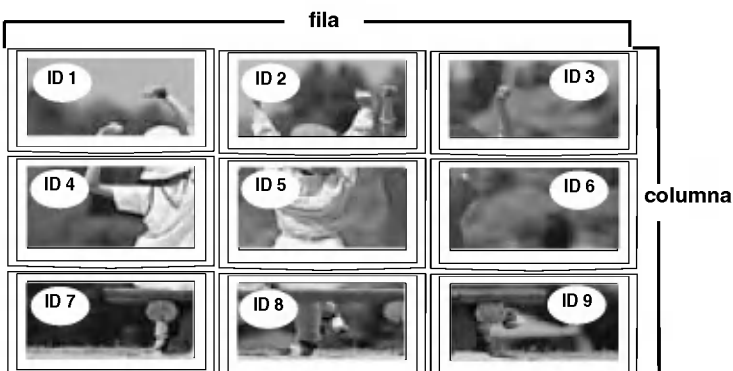 fila
ID 1
ID 2
ID 3
ID 4
ID 5
ID 6
columna
ID 7
ID 8
ID 9